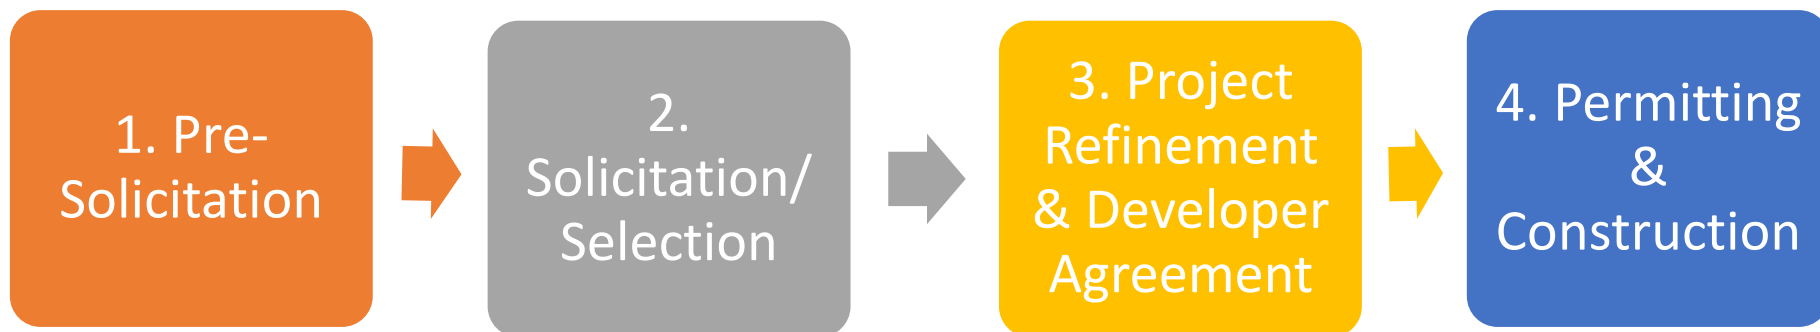 1. Pre-
Solicitation
2.
Solicitation/
Selection
3. Project
Refinement
& Developer
Agreement
4. Permitting
&
Construction